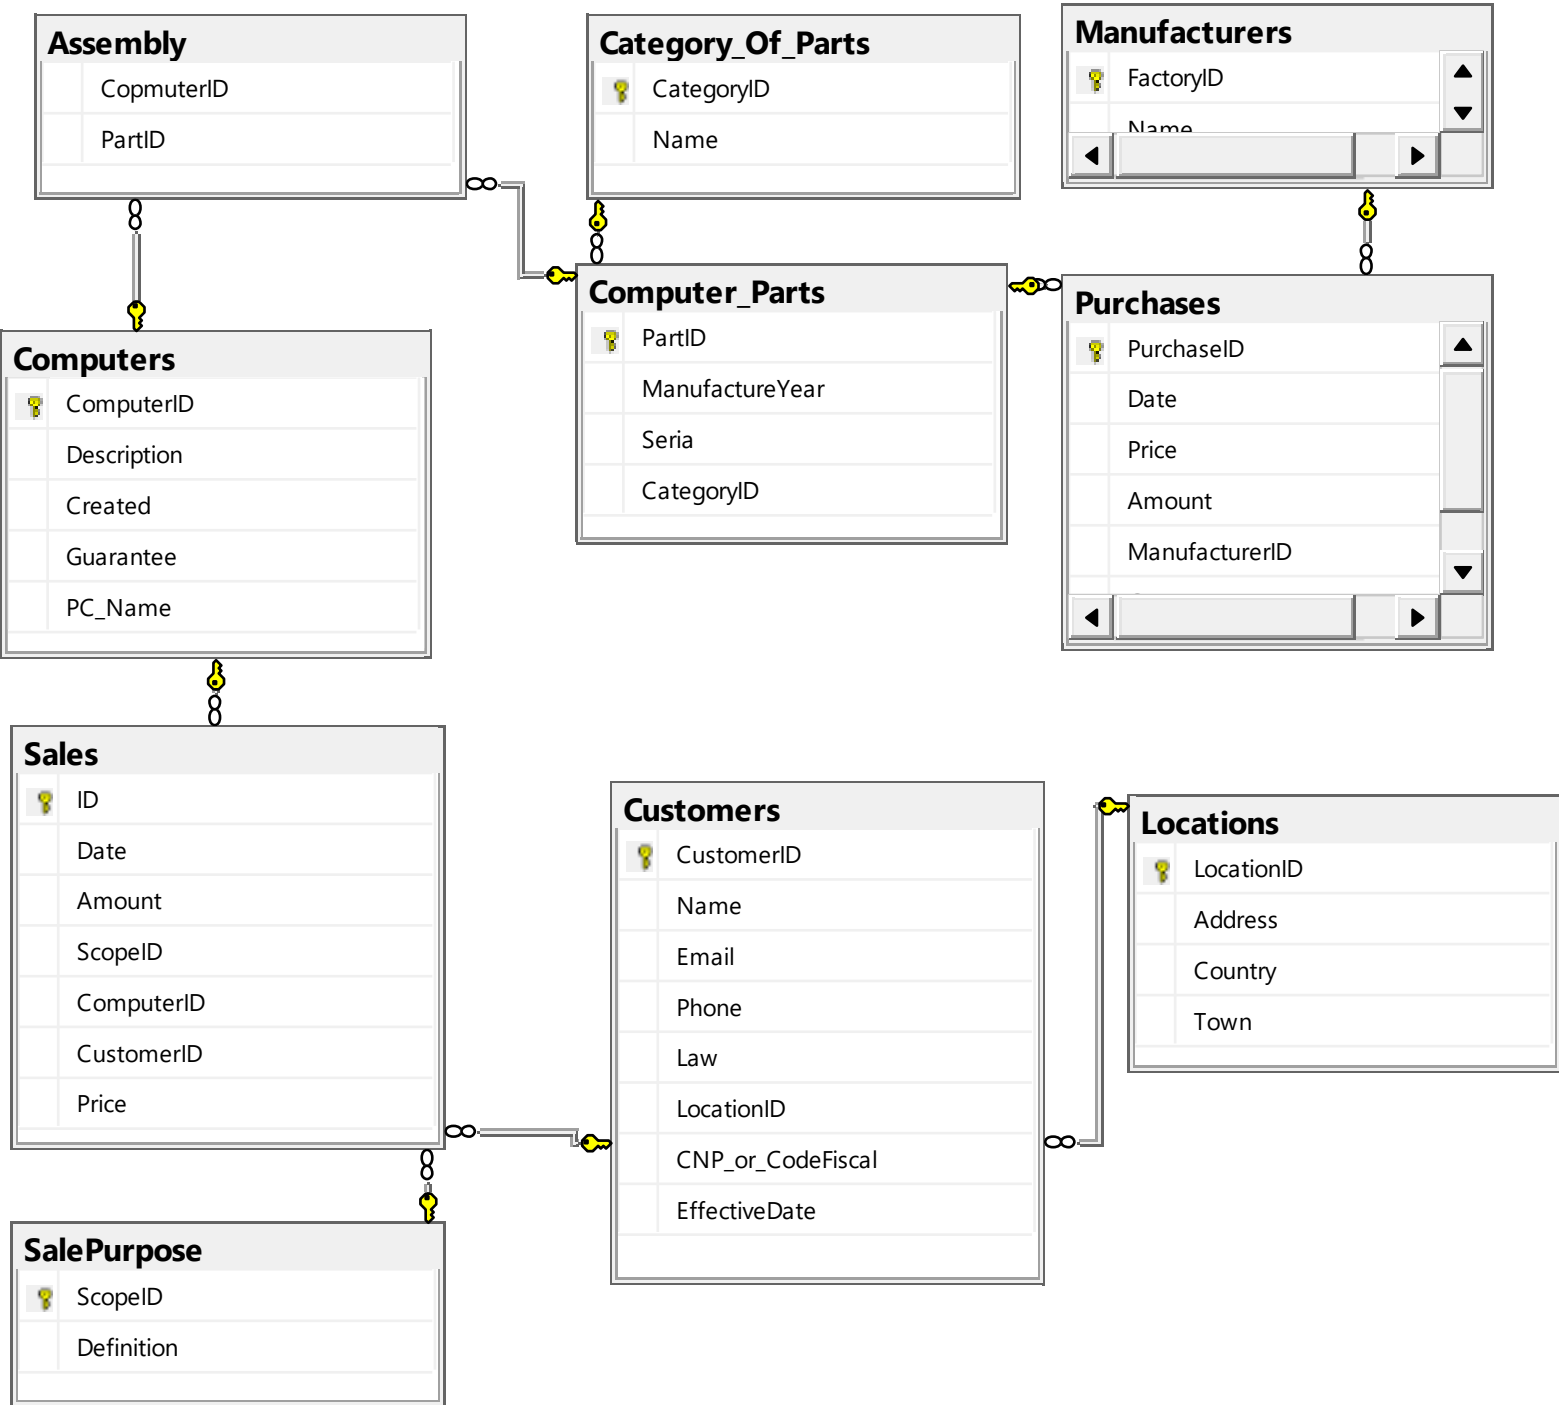 Assembly
CopmuterID
PartID
Category_Of_Parts
CategoryID
Name
Manufacturers
FactoryID
Name
Computer_Parts
PartID
ManufactureYear
Seria
CategoryID
Purchases
PurchaseID
Date
Price
Amount
ManufacturerID
Computers
ComputerID
Description
Created
Guarantee
PC_Name
Sales
ID
Date
Amount
ScopeID
ComputerID
CustomerID
Price
Customers
CustomerID
Name
Email
Phone
Law
LocationID
CNP_or_CodeFiscal
EffectiveDate
Locations
LocationID
Address
Country
Town
SalePurpose
ScopeID
Definition